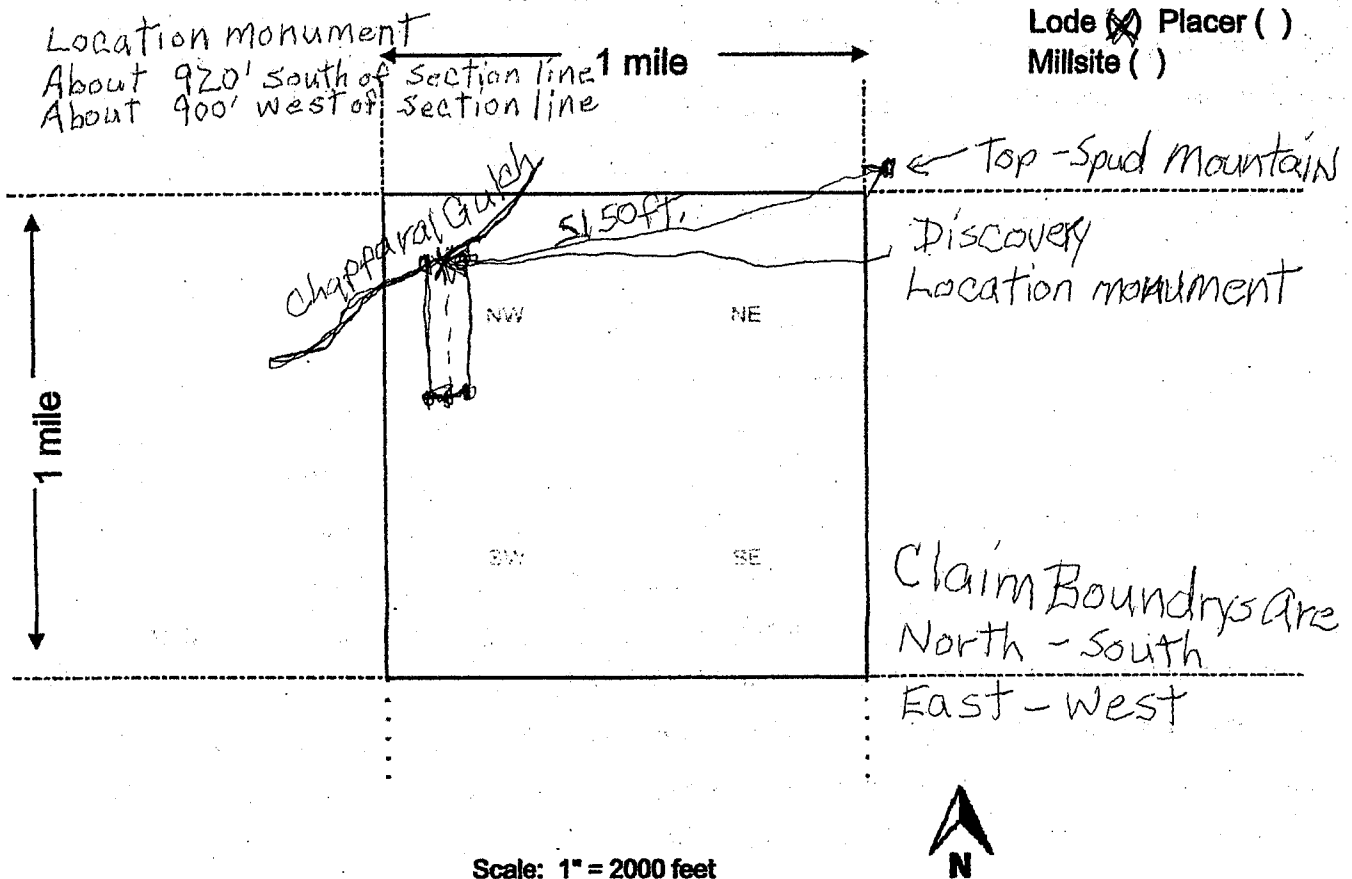 Location monument
About 920' south of section line
About 900' west of section line
1 mile
Lode (X) Placer ( )
Millsite ( )
Top - Spud Mountain
Chapparal Gulch
5150ft.
Discovery
Location monument
NW
NE
1 mile
SW
SE
Claim Boundrys are
North - South
East - West
Scale: 1" = 2000 feet
N